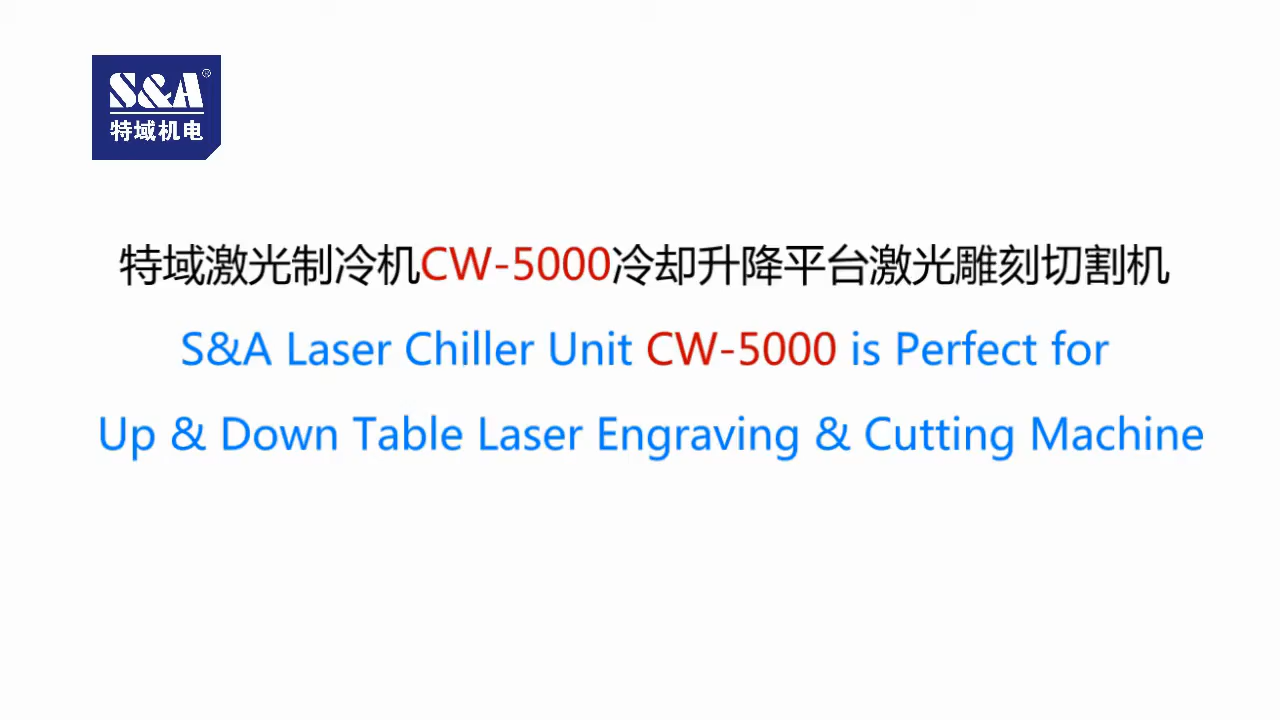 S&A®
特域机电
特域激光制冷机CW-5000冷却升降平台激光雕刻切割机
S&A Laser Chiller Unit CW-5000 is Perfect for
Up & Down Table Laser Engraving & Cutting Machine